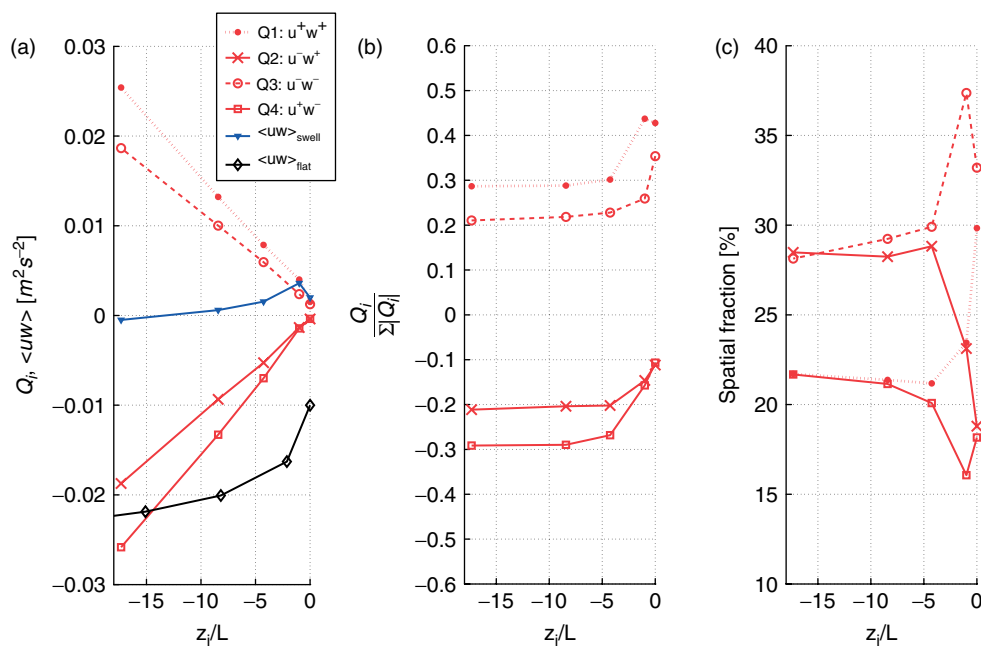 (a)
Q1: u⁺w⁺
Q2: u⁻w⁺
Q3: u⁻w⁻
Q4: u⁺w⁻
<uw>swell
<uw>flat
0.03
0.02
0.01
0
−0.01
−0.02
−0.03
Qi, <uw> [m²s⁻²]
−15
−10
−5
0
zi/L
(b)
0.6
0.5
0.4
0.3
0.2
0.1
0
−0.1
−0.2
−0.3
−0.4
−0.5
−0.6
Qi
Σ|Qi|
−15
−10
−5
0
zi/L
(c)
40
35
30
25
20
15
10
Spatial fraction [%]
−15
−10
−5
0
zi/L